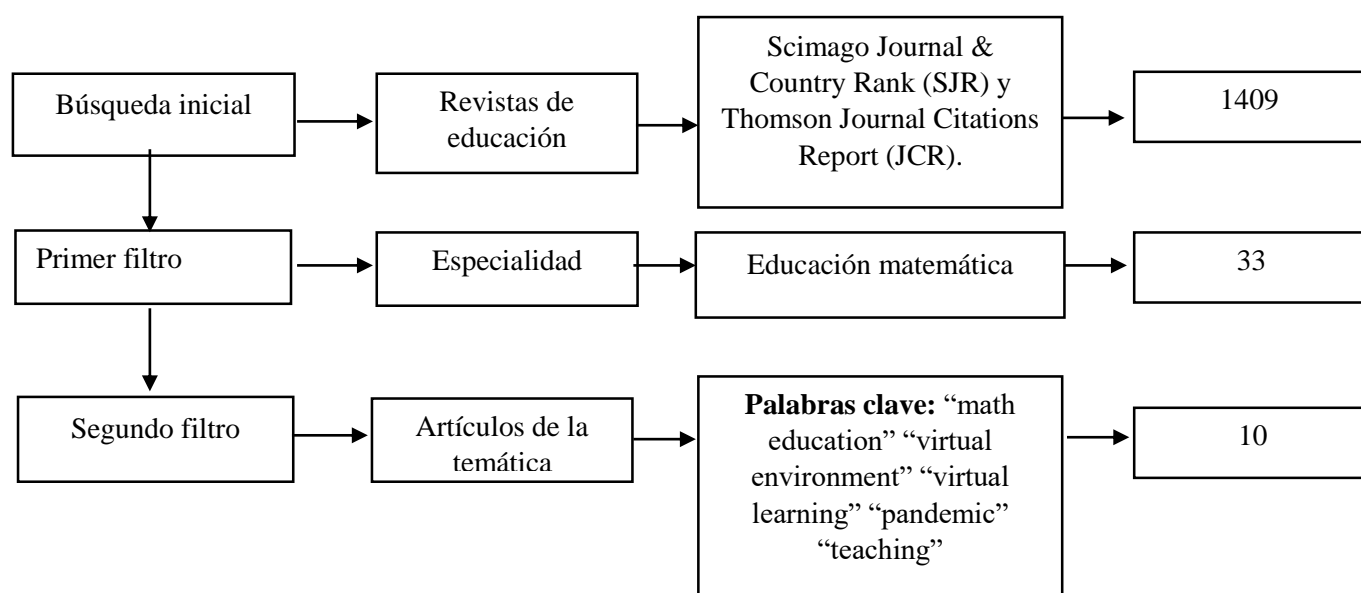 Búsqueda inicial
Revistas de
educación
Scimago Journal &
Country Rank (SJR) y
Thomson Journal Citations
Report (JCR).
1409
Primer filtro
Especialidad
Educación matemática
33
Segundo filtro
Artículos de la
temática
Palabras clave: “math
education” “virtual
environment” “virtual
learning” “pandemic”
“teaching”
10